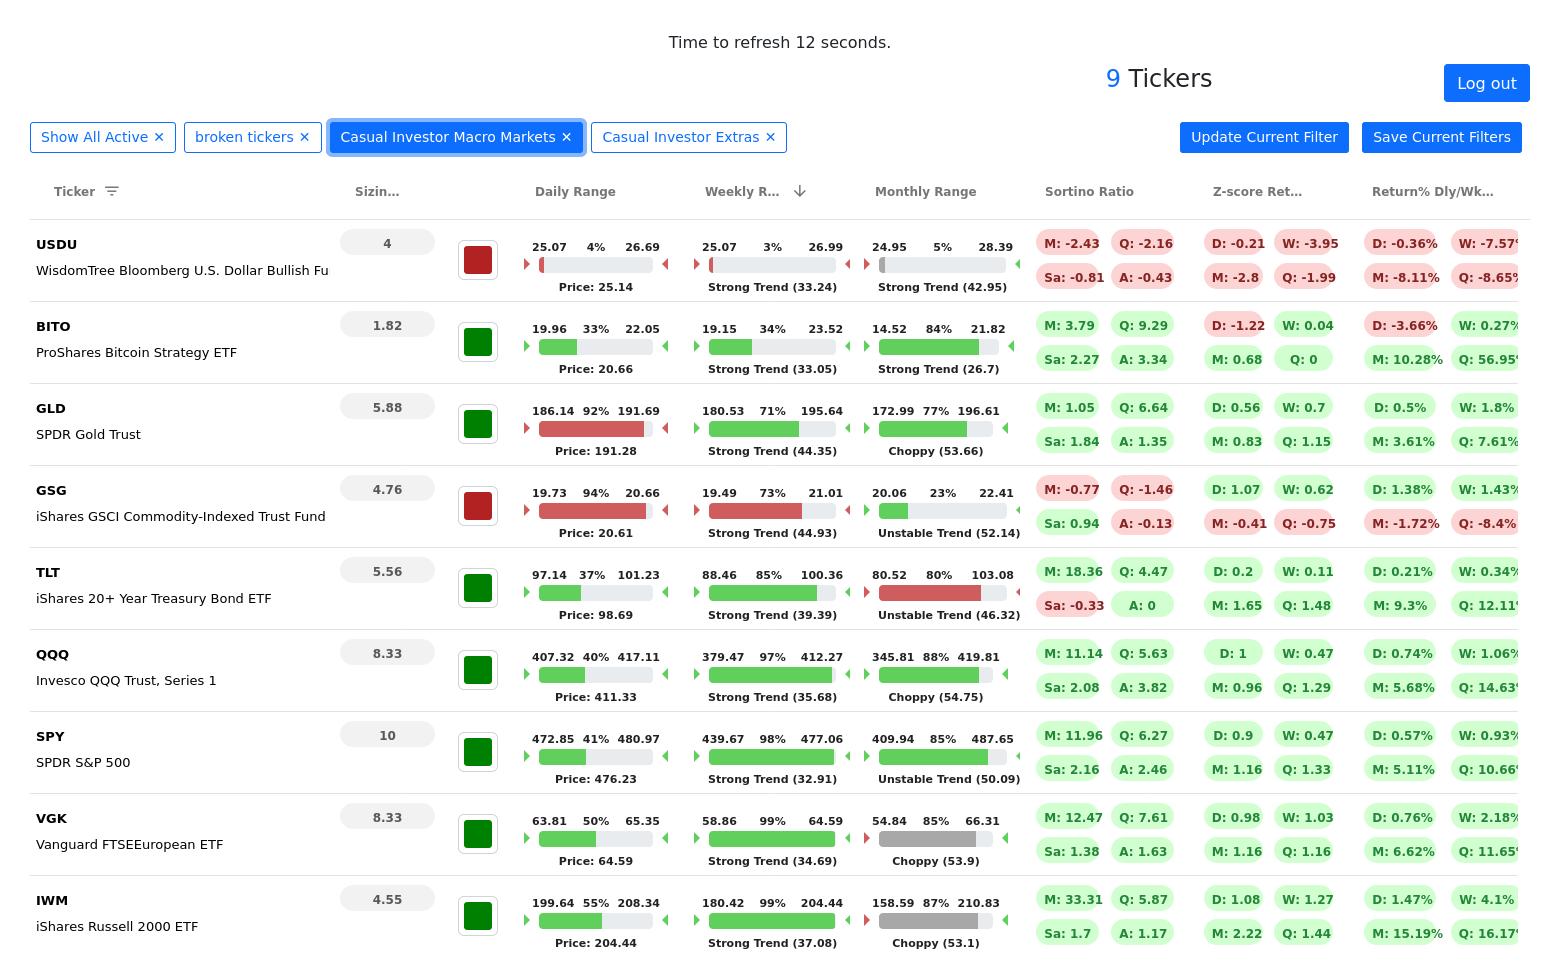 Time to refresh 12 seconds.
9 Tickers
Log out
Show All Active ✕ broken tickers ✕ Casual Investor Macro Markets ✕ Casual Investor Extras ✕ Update Current Filter Save Current Filters
Ticker Sizin... Daily Range Weekly R... Monthly Range Sortino Ratio Z-score Ret... Return% Dly/Wk...
USDU 4 25.07 4% 26.69 25.07 3% 26.99 24.95 5% 28.39 M: -2.43 Q: -2.16 D: -0.21 W: -3.95 D: -0.36% W: -7.57%
WisdomTree Bloomberg U.S. Dollar Bullish Fu Sa: -0.81 A: -0.43 M: -2.8 Q: -1.99 M: -8.11% Q: -8.65%
Price: 25.14 Strong Trend (33.24) Strong Trend (42.95)
BITO 1.82 19.96 33% 22.05 19.15 34% 23.52 14.52 84% 21.82 M: 3.79 Q: 9.29 D: -1.22 W: 0.04 D: -3.66% W: 0.27%
ProShares Bitcoin Strategy ETF Sa: 2.27 A: 3.34 M: 0.68 Q: 0 M: 10.28% Q: 56.95%
Price: 20.66 Strong Trend (33.05) Strong Trend (26.7)
GLD 5.88 186.14 92% 191.69 180.53 71% 195.64 172.99 77% 196.61 M: 1.05 Q: 6.64 D: 0.56 W: 0.7 D: 0.5% W: 1.8%
SPDR Gold Trust Sa: 1.84 A: 1.35 M: 0.83 Q: 1.15 M: 3.61% Q: 7.61%
Price: 191.28 Strong Trend (44.35) Choppy (53.66)
GSG 4.76 19.73 94% 20.66 19.49 73% 21.01 20.06 23% 22.41 M: -0.77 Q: -1.46 D: 1.07 W: 0.62 D: 1.38% W: 1.43%
iShares GSCI Commodity-Indexed Trust Fund Sa: 0.94 A: -0.13 M: -0.41 Q: -0.75 M: -1.72% Q: -8.4%
Price: 20.61 Strong Trend (44.93) Unstable Trend (52.14)
TLT 5.56 97.14 37% 101.23 88.46 85% 100.36 80.52 80% 103.08 M: 18.36 Q: 4.47 D: 0.2 W: 0.11 D: 0.21% W: 0.34%
iShares 20+ Year Treasury Bond ETF Sa: -0.33 A: 0 M: 1.65 Q: 1.48 M: 9.3% Q: 12.11%
Price: 98.69 Strong Trend (39.39) Unstable Trend (46.32)
QQQ 8.33 407.32 40% 417.11 379.47 97% 412.27 345.81 88% 419.81 M: 11.14 Q: 5.63 D: 1 W: 0.47 D: 0.74% W: 1.06%
Invesco QQQ Trust, Series 1 Sa: 2.08 A: 3.82 M: 0.96 Q: 1.29 M: 5.68% Q: 14.63%
Price: 411.33 Strong Trend (35.68) Choppy (54.75)
SPY 10 472.85 41% 480.97 439.67 98% 477.06 409.94 85% 487.65 M: 11.96 Q: 6.27 D: 0.9 W: 0.47 D: 0.57% W: 0.93%
SPDR S&P 500 Sa: 2.16 A: 2.46 M: 1.16 Q: 1.33 M: 5.11% Q: 10.66%
Price: 476.23 Strong Trend (32.91) Unstable Trend (50.09)
VGK 8.33 63.81 50% 65.35 58.86 99% 64.59 54.84 85% 66.31 M: 12.47 Q: 7.61 D: 0.98 W: 1.03 D: 0.76% W: 2.18%
Vanguard FTSEEuropean ETF Sa: 1.38 A: 1.63 M: 1.16 Q: 1.16 M: 6.62% Q: 11.65%
Price: 64.59 Strong Trend (34.69) Choppy (53.9)
IWM 4.55 199.64 55% 208.34 180.42 99% 204.44 158.59 87% 210.83 M: 33.31 Q: 5.87 D: 1.08 W: 1.27 D: 1.47% W: 4.1%
iShares Russell 2000 ETF Sa: 1.7 A: 1.17 M: 2.22 Q: 1.44 M: 15.19% Q: 16.17%
Price: 204.44 Strong Trend (37.08) Choppy (53.1)